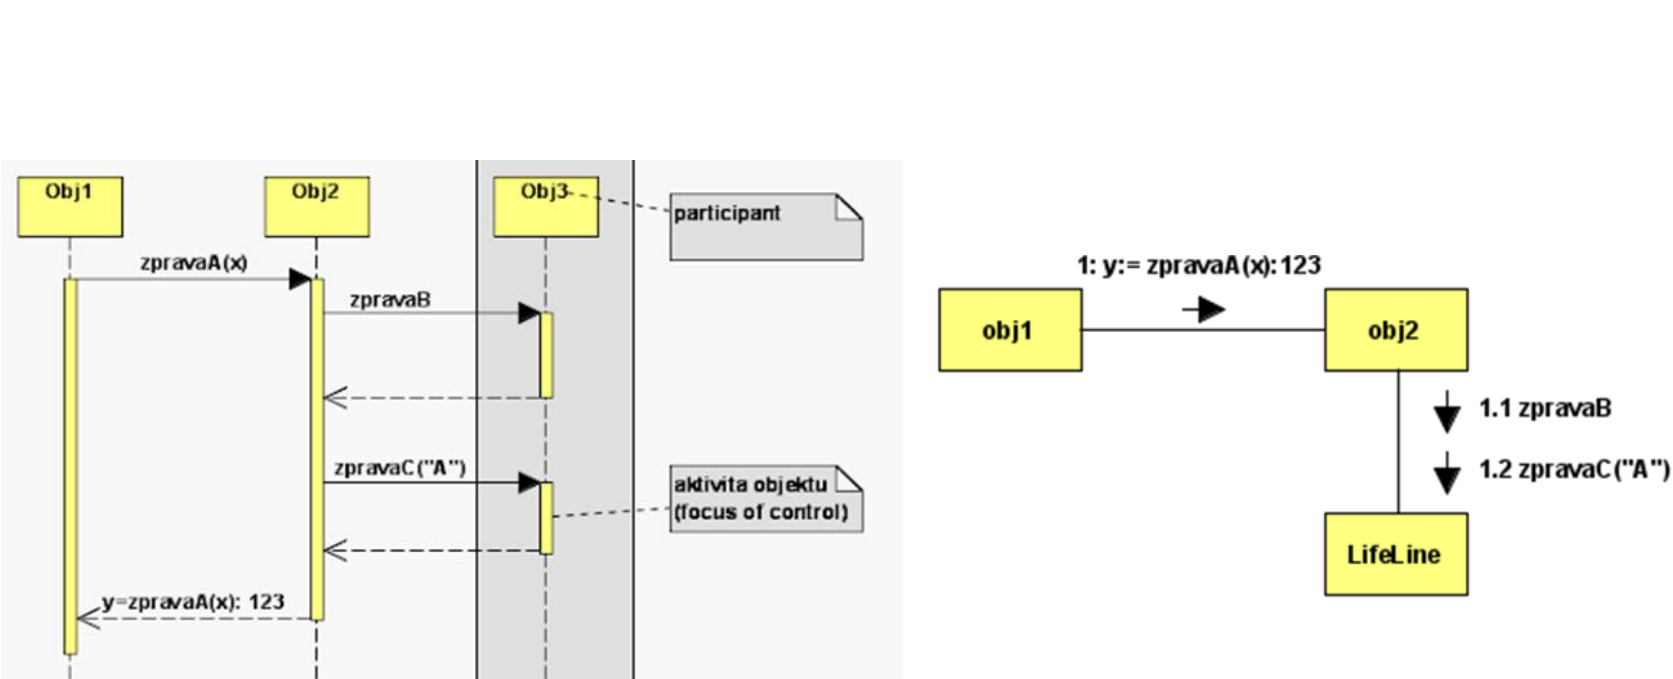 Obj1
Obj2
Obj3
participant
zpravaA(x)
zpravaB
zpravaC("A")
aktivita objektu
(focus of control)
y=zpravaA(x): 123
1: y:= zpravaA(x):123
obj1
obj2
1.1 zpravaB
1.2 zpravaC("A")
LifeLine